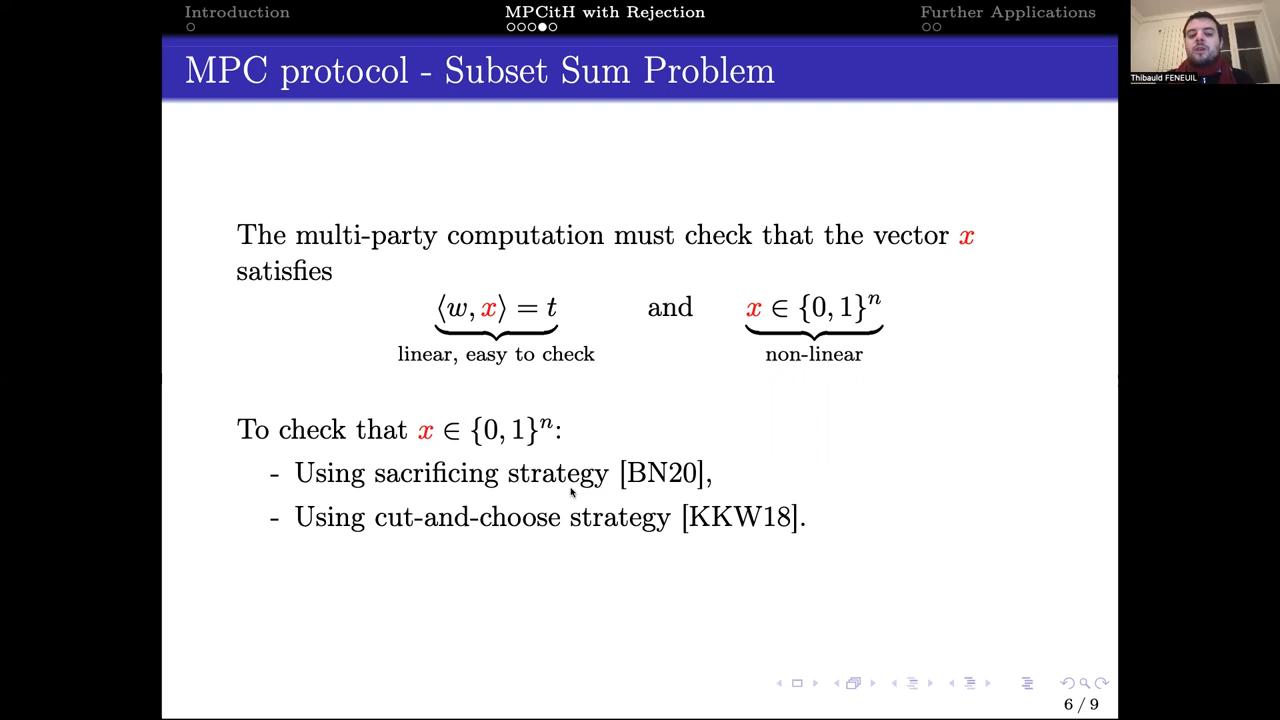 Introduction
MPCitH with Rejection
Further Applications
MPC protocol - Subset Sum Problem
Thibauld FENEUIL
The multi-party computation must check that the vector x
satisfies
⟨w, x⟩ = t and x ∈ {0, 1}ⁿ
linear, easy to check non-linear
To check that x ∈ {0, 1}ⁿ:
- Using sacrificing strategy [BN20],
- Using cut-and-choose strategy [KKW18].
6 / 9